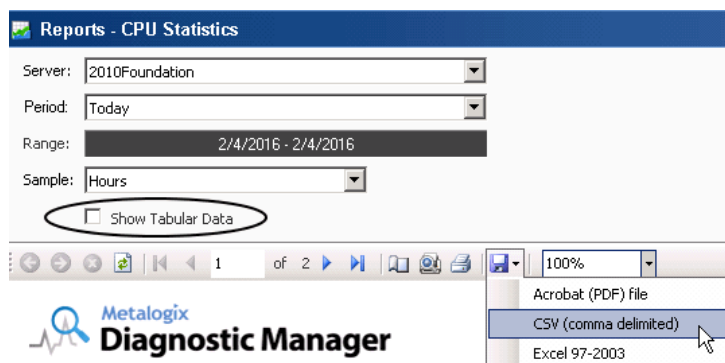 Reports - CPU Statistics
Server: 2010Foundation
Period: Today
Range: 2/4/2016 - 2/4/2016
Sample: Hours
Show Tabular Data
1 of 2 100%
Acrobat (PDF) file
CSV (comma delimited)
Excel 97-2003
Metalogix
Diagnostic Manager